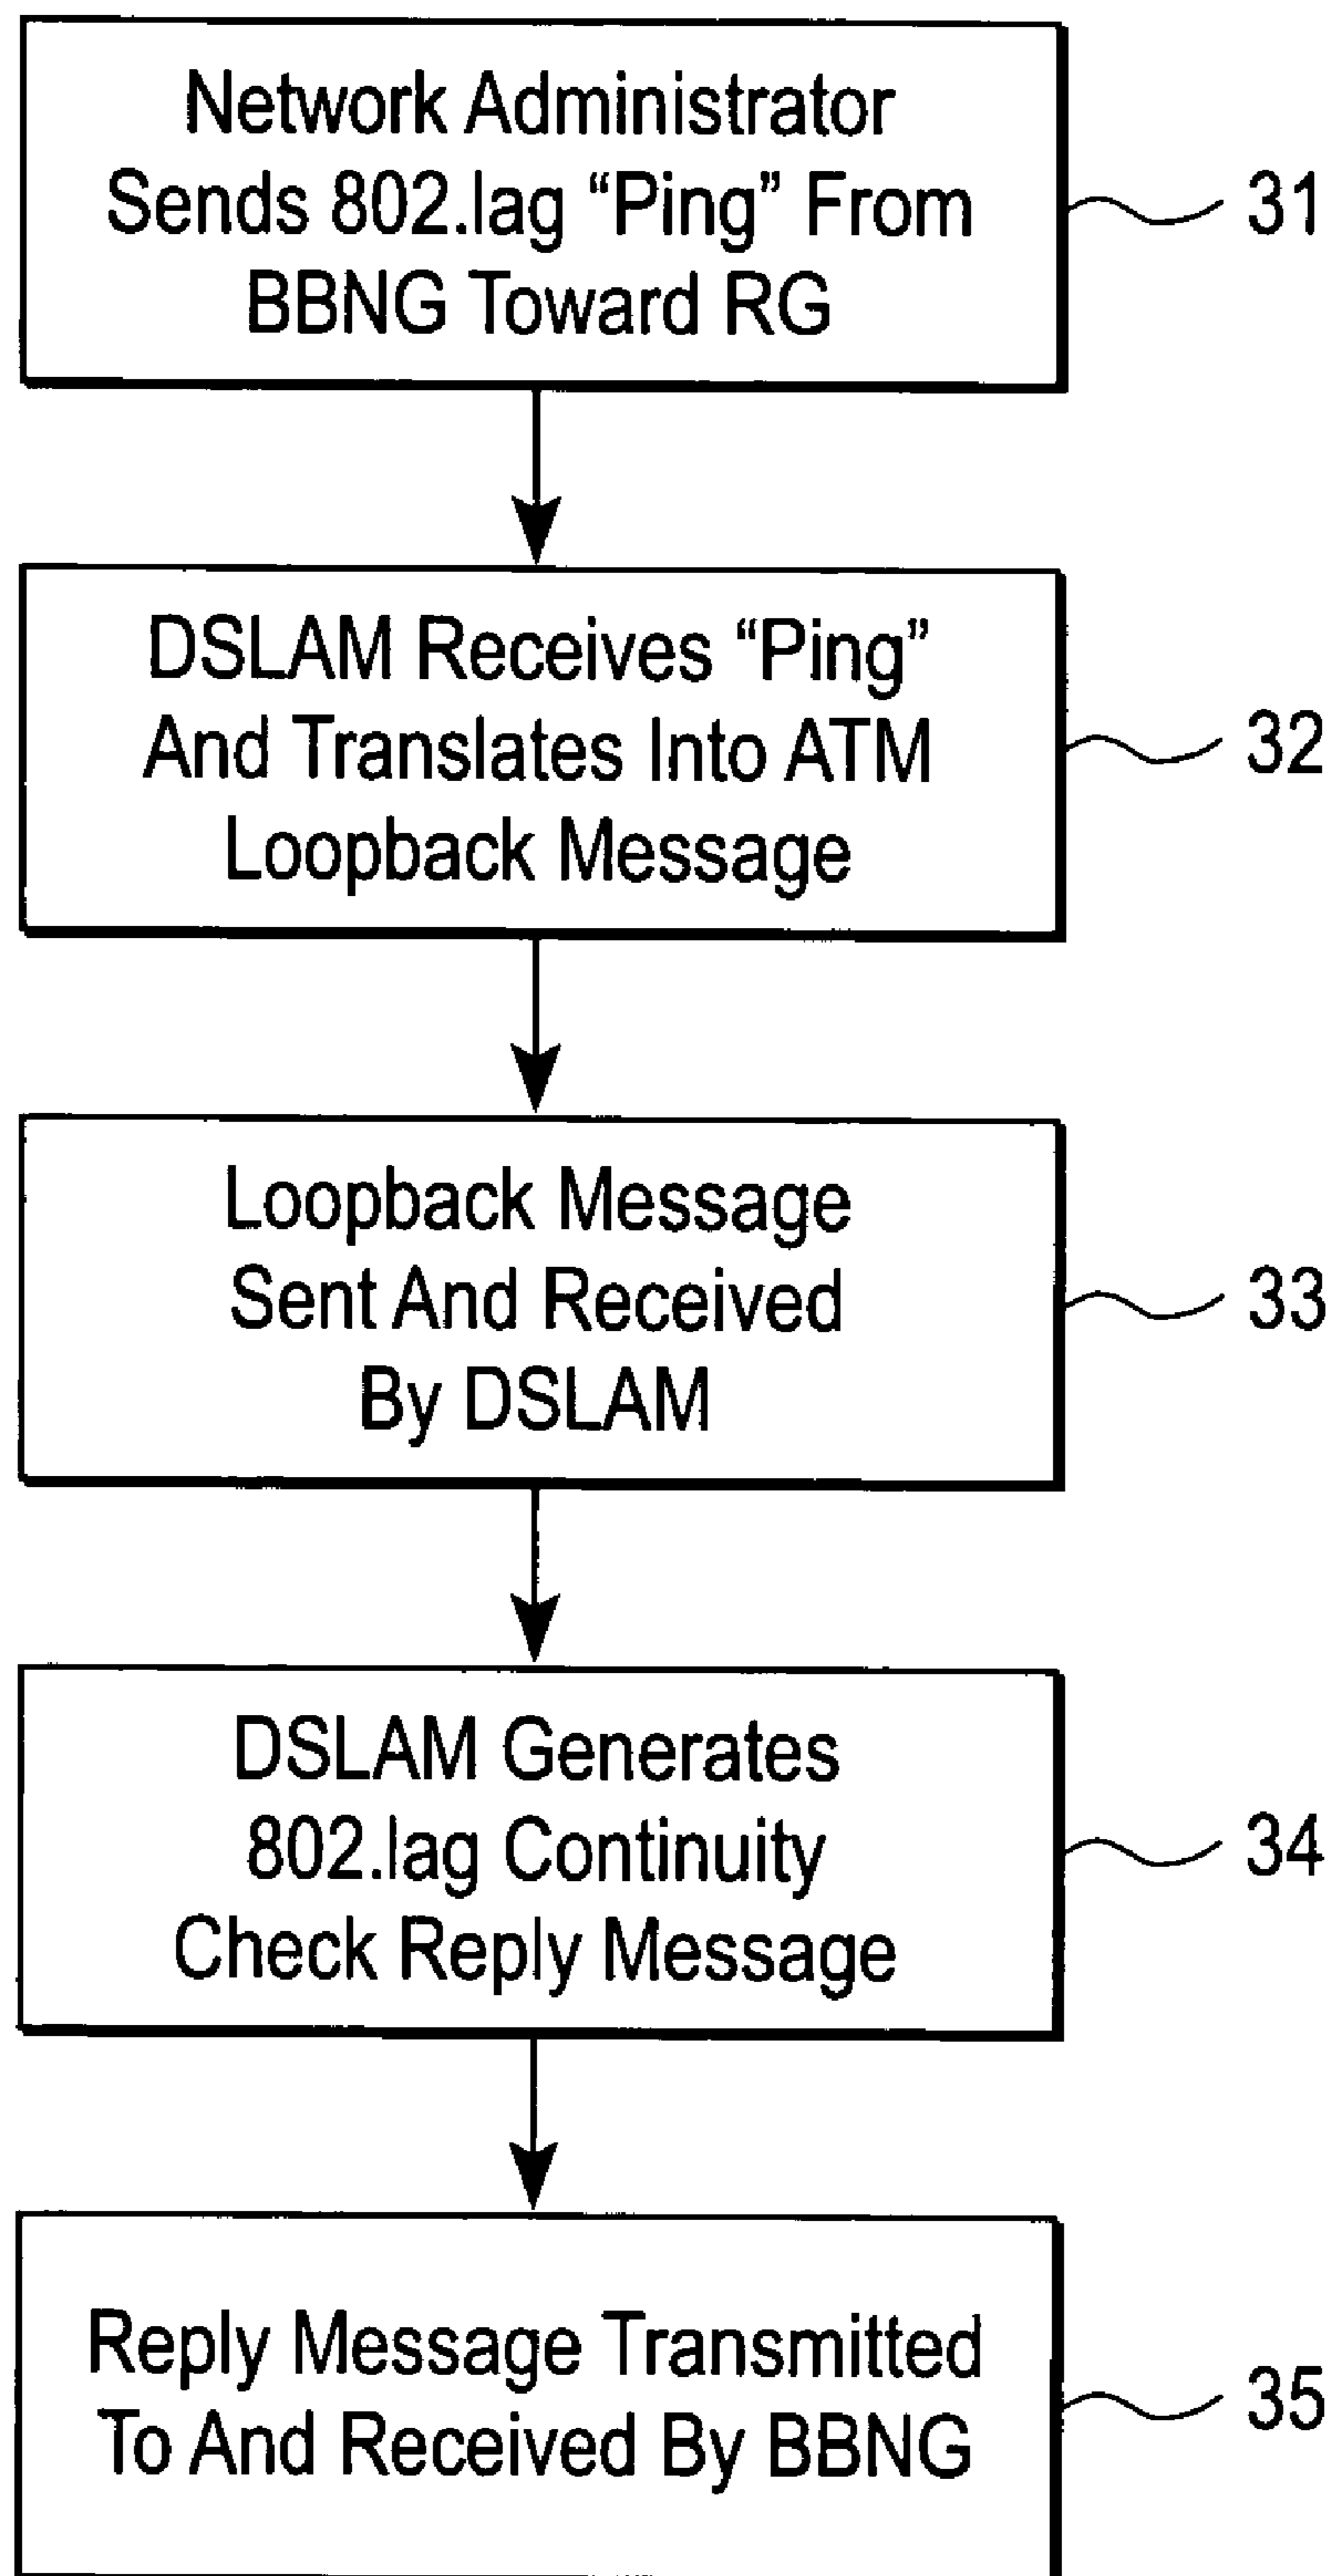 Network Administrator
Sends 802.lag “Ping” From
BBNG Toward RG
31
DSLAM Receives “Ping”
And Translates Into ATM
Loopback Message
32
Loopback Message
Sent And Received
By DSLAM
33
DSLAM Generates
802.lag Continuity
Check Reply Message
34
Reply Message Transmitted
To And Received By BBNG
35